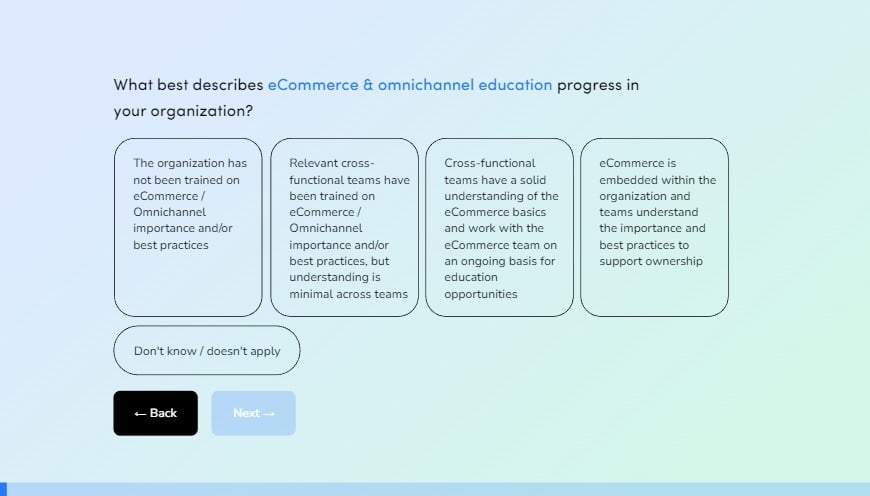 What best describes eCommerce & omnichannel education progress in
your organization?
The organization has
not been trained on
eCommerce /
Omnichannel
importance and/or
best practices
Relevant cross-
functional teams have
been trained on
eCommerce /
Omnichannel
importance and/or
best practices, but
understanding is
minimal across teams
Cross-functional
teams have a solid
understanding of the
eCommerce basics
and work with the
eCommerce team on
an ongoing basis for
education
opportunities
eCommerce is
embedded within the
organization and
teams understand
the importance and
best practices to
support ownership
Don't know / doesn't apply
← Back
Next →